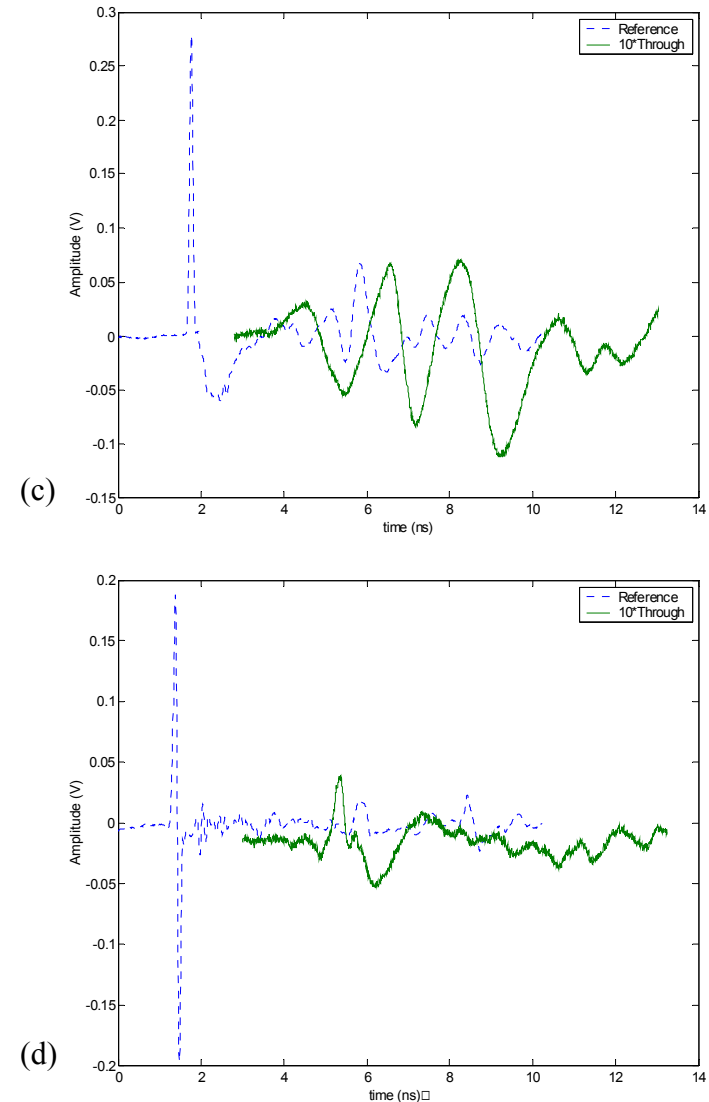 0.3
0.25
0.2
0.15
0.1
0.05
0
-0.05
-0.1
-0.15
Amplitude (V)
Reference
10*Through
0 2 4 6 8 10 12 14
time (ns)
(c)
0.2
0.15
0.1
0.05
0
-0.05
-0.1
-0.15
-0.2
Amplitude (V)
Reference
10*Through
0 2 4 6 8 10 12 14
time (ns)□
(d)